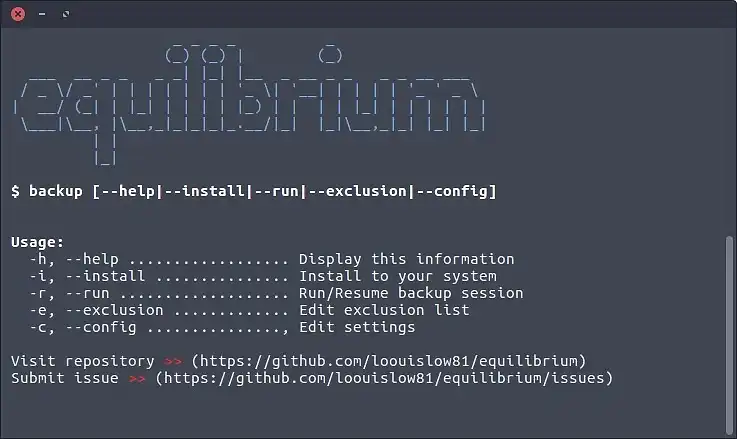 equilibrium
$ backup [--help|--install|--run|--exclusion|--config]
Usage:
-h, --help .................. Display this information
-i, --install ............... Install to your system
-r, --run ................... Run/Resume backup session
-e, --exclusion ............. Edit exclusion list
-c, --config .............., Edit settings
Visit repository >> (https://github.com/loouislow81/equilibrium)
Submit issue >> (https://github.com/loouislow81/equilibrium/issues)